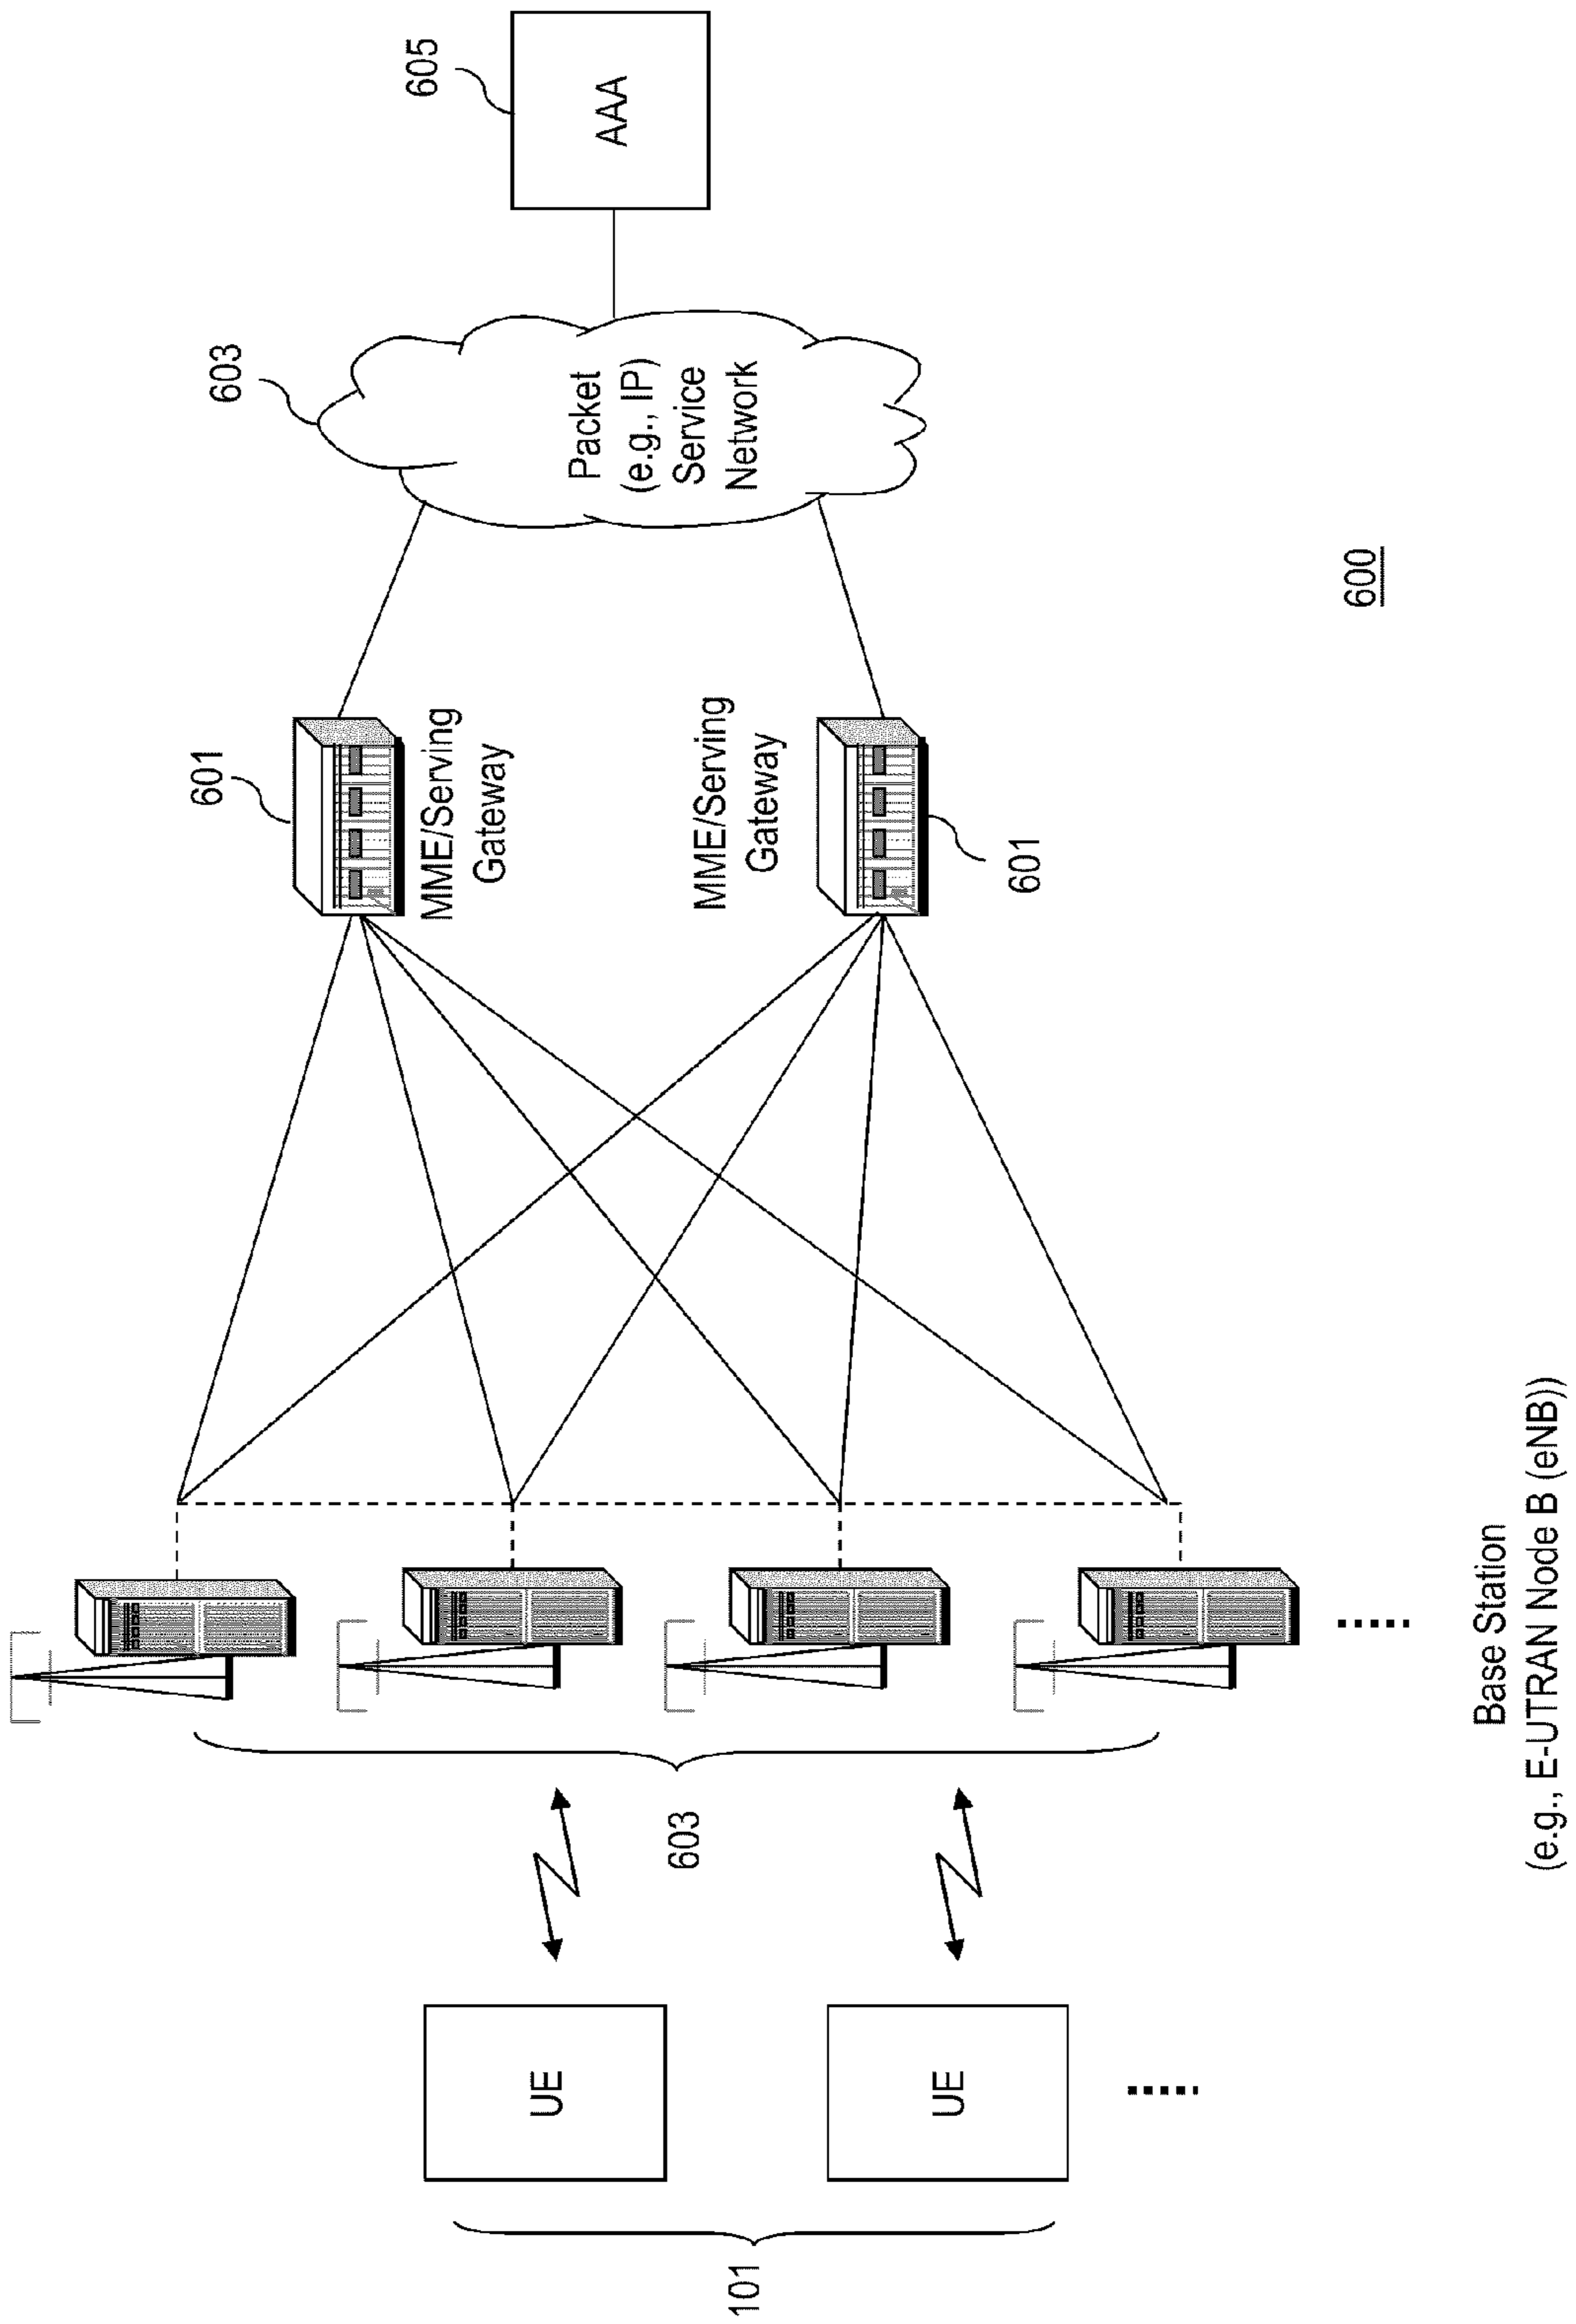 101
UE
UE
603
Base Station
(e.g., E-UTRAN Node B (eNB))
601
MME/Serving
Gateway
MME/Serving
Gateway
601
603
Packet
(e.g., IP)
Service
Network
605
AAA
600